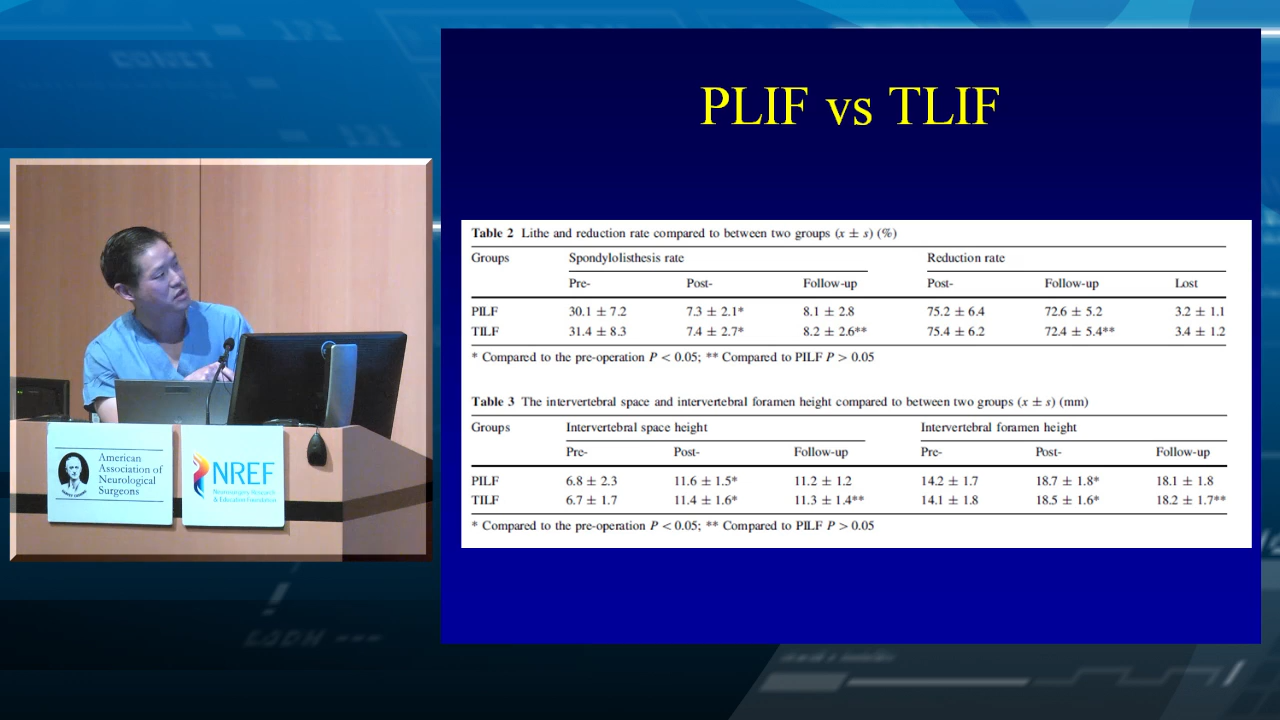 PLIF vs TLIF
Table 2 Lithe and reduction rate compared to between two groups (x ± s) (%)
Groups Spondylolisthesis rate Reduction rate
Pre- Post- Follow-up Post- Follow-up Lost
PILF 30.1 ± 7.2 7.3 ± 2.1* 8.1 ± 2.8 75.2 ± 6.4 72.6 ± 5.2 3.2 ± 1.1
TILF 31.4 ± 8.3 7.4 ± 2.7* 8.2 ± 2.6** 75.4 ± 6.2 72.4 ± 5.4** 3.4 ± 1.2
* Compared to the pre-operation P < 0.05; ** Compared to PILF P > 0.05
Table 3 The intervertebral space and intervertebral foramen height compared to between two groups (x ± s) (mm)
Groups Intervertebral space height Intervertebral foramen height
Pre- Post- Follow-up Pre- Post- Follow-up
PILF 6.8 ± 2.3 11.6 ± 1.5* 11.2 ± 1.2 14.2 ± 1.7 18.7 ± 1.8* 18.1 ± 1.8
TILF 6.7 ± 1.7 11.4 ± 1.6* 11.3 ± 1.4** 14.1 ± 1.8 18.5 ± 1.6* 18.2 ± 1.7**
* Compared to the pre-operation P < 0.05; ** Compared to PILF P > 0.05
American
Association of
Neurological
Surgeons
NREF
Neurosurgery Research
& Education Foundation